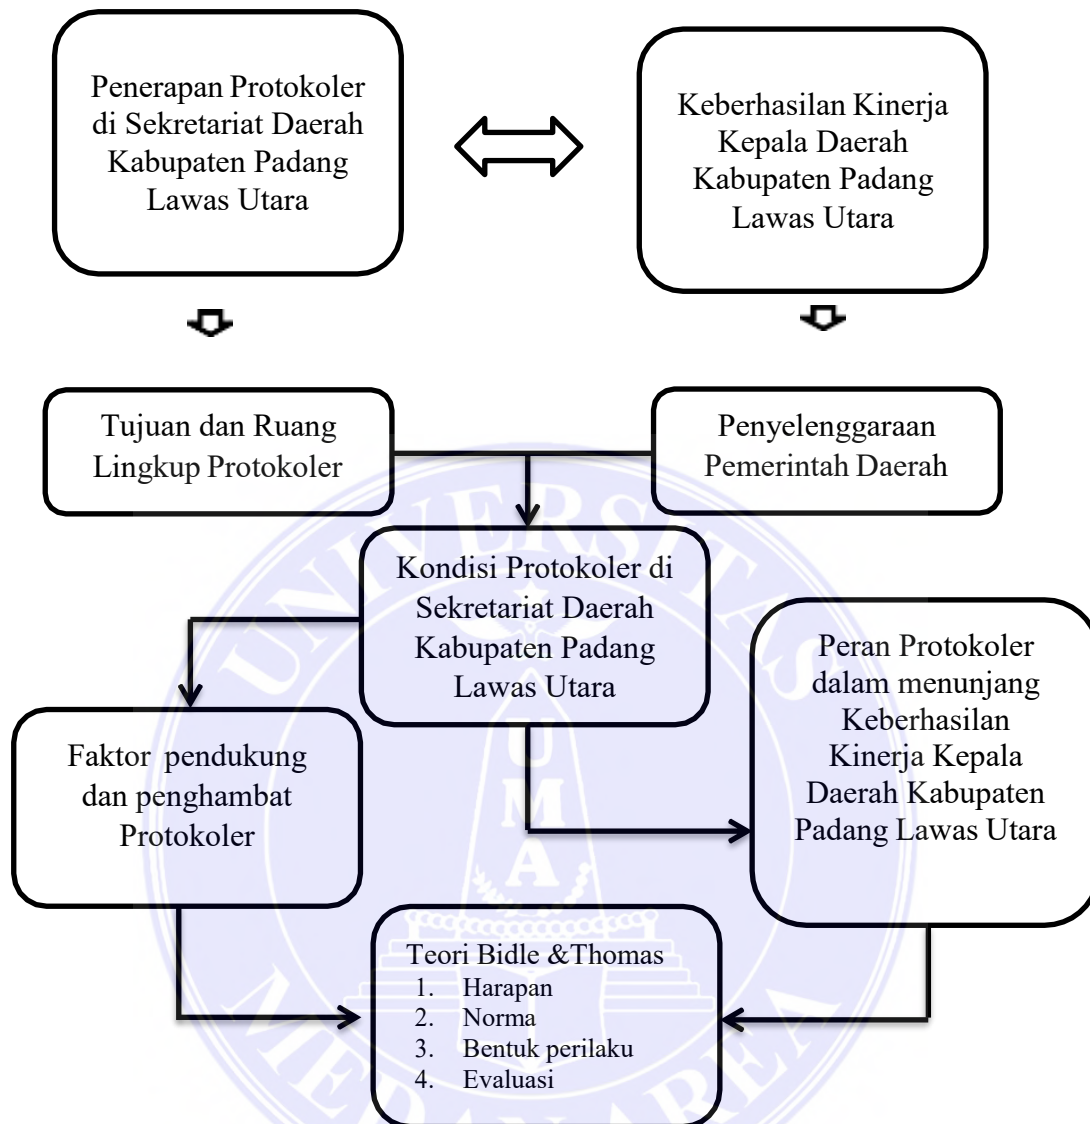 Penerapan Protokoler
di Sekretariat Daerah
Kabupaten Padang
Lawas Utara
Keberhasilan Kinerja
Kepala Daerah
Kabupaten Padang
Lawas Utara
Tujuan dan Ruang
Lingkup Protokoler
Penyelenggaraan
Pemerintah Daerah
Kondisi Protokoler di
Sekretariat Daerah
Kabupaten Padang
Lawas Utara
Peran Protokoler
dalam menunjang
Keberhasilan
Kinerja Kepala
Daerah Kabupaten
Padang Lawas Utara
Faktor pendukung
dan penghambat
Protokoler
Teori Bidle &Thomas
1. Harapan
2. Norma
3. Bentuk perilaku
4. Evaluasi
UNIVERSITAS
MEDAN AREA
U
M
A